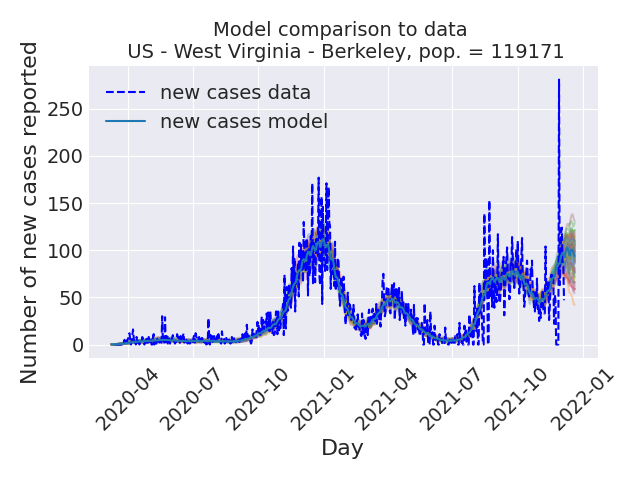 Model comparison to data
US - West Virginia - Berkeley, pop. = 119171
Number of new cases reported
250
200
150
100
50
0
new cases data
new cases model
2020-04
2020-07
2020-10
2021-01
2021-04
2021-07
2021-10
2022-01
Day